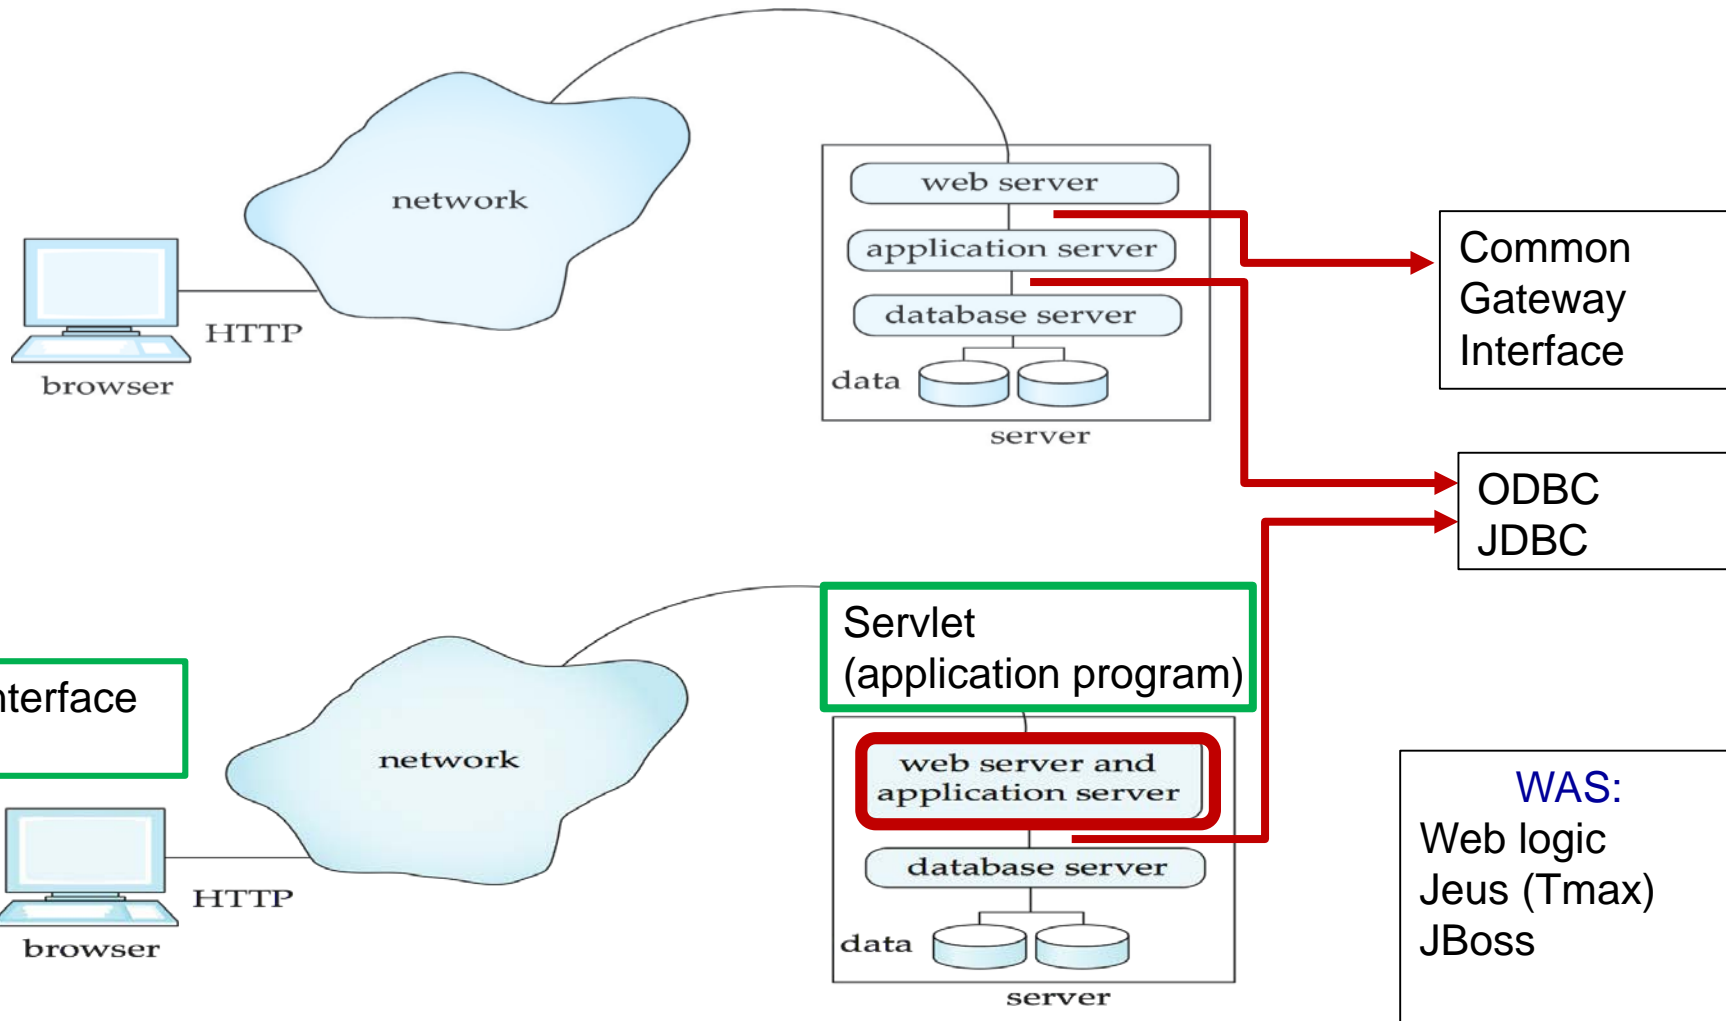 web server
network
application server
Common
Gateway
Interface
database server
HTTP
data
browser
server
ODBC
JDBC
Servlet
(application program)
nterface
network
web server and
application server
WAS:
Web logic
Jeus (Tmax)
JBoss
database server
HTTP
data
browser
server